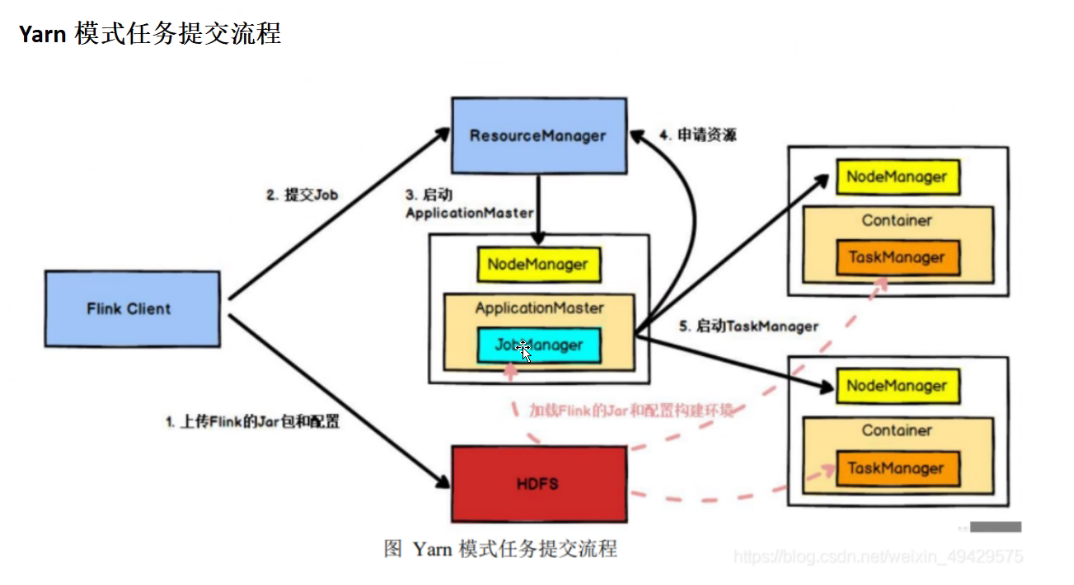 Yarn 模式任务提交流程
ResourceManager
4. 申请资源
NodeManager
2. 提交Job
3. 启动
ApplicationMaster
Container
NodeManager
TaskManager
Flink Client
ApplicationMaster
5. 启动TaskManager
JobManager
NodeManager
1. 上传Flink的Jar包和配置
加载Flink的Jar和配置构建环境
Container
HDFS
TaskManager
图 Yarn 模式任务提交流程
https://blog.csdn.net/weixin_49429575